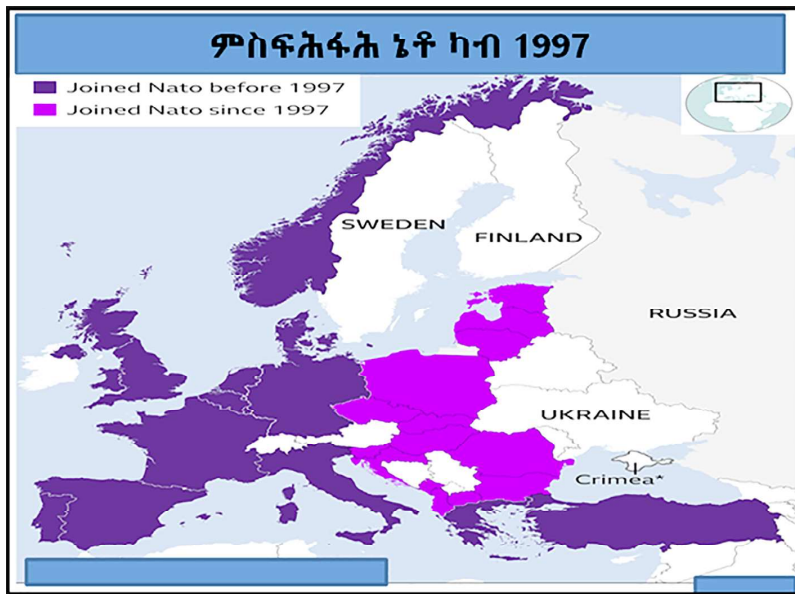 ምስፍሕፋሕ ኔቶ ካብ 1997
Joined Nato before 1997
Joined Nato since 1997
SWEDEN
FINLAND
RUSSIA
UKRAINE
Crimea*